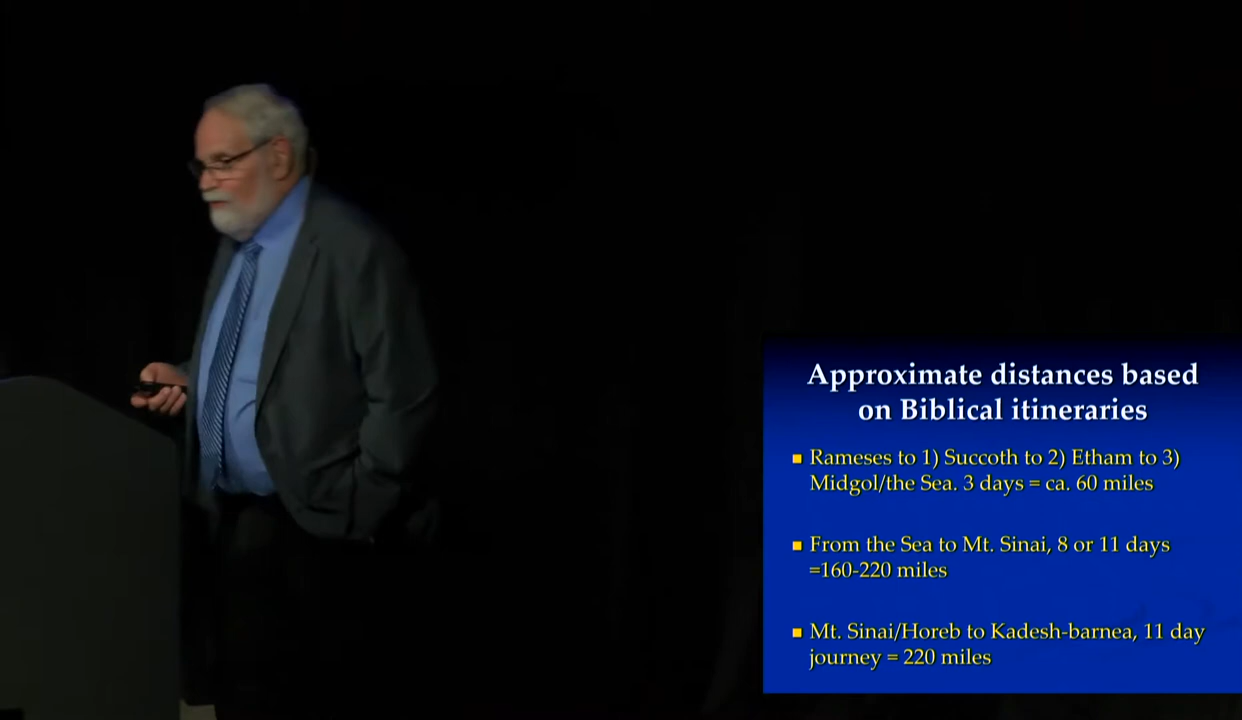 Approximate distances based
on Biblical itineraries
Rameses to 1) Succoth to 2) Etham to 3)
Midgol/the Sea. 3 days = ca. 60 miles
From the Sea to Mt. Sinai, 8 or 11 days
=160-220 miles
Mt. Sinai/Horeb to Kadesh-barnea, 11 day
journey = 220 miles